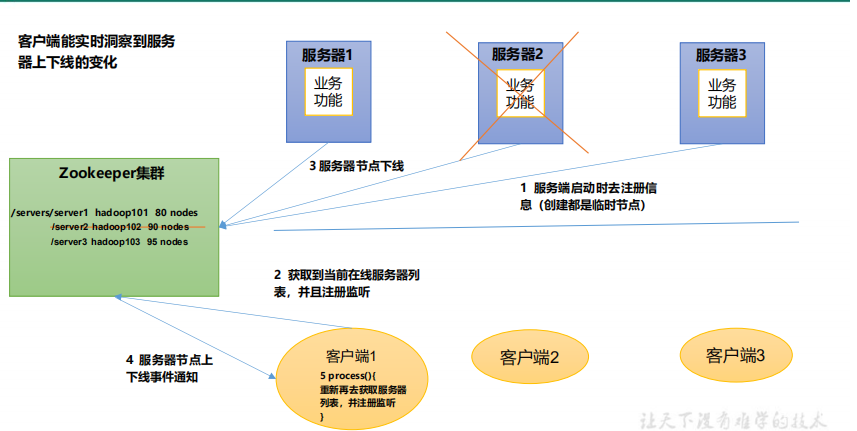 客户端能实时洞察到服务
器上下线的变化
服务器1
业务
功能
服务器2
业务
功能
服务器3
业务
功能
3 服务器节点下线
Zookeeper集群
/servers/server1 hadoop101 80 nodes
/server2 hadoop102 90 nodes
/server3 hadoop103 95 nodes
1 服务端启动时去注册信
息（创建都是临时节点）
2 获取到当前在线服务器列
表，并且注册监听
4 服务器节点上
下线事件通知
客户端1
5 process(){
重新再去获取服务器
列表，并注册监听
}
客户端2
客户端3
让天下没有难学的技术